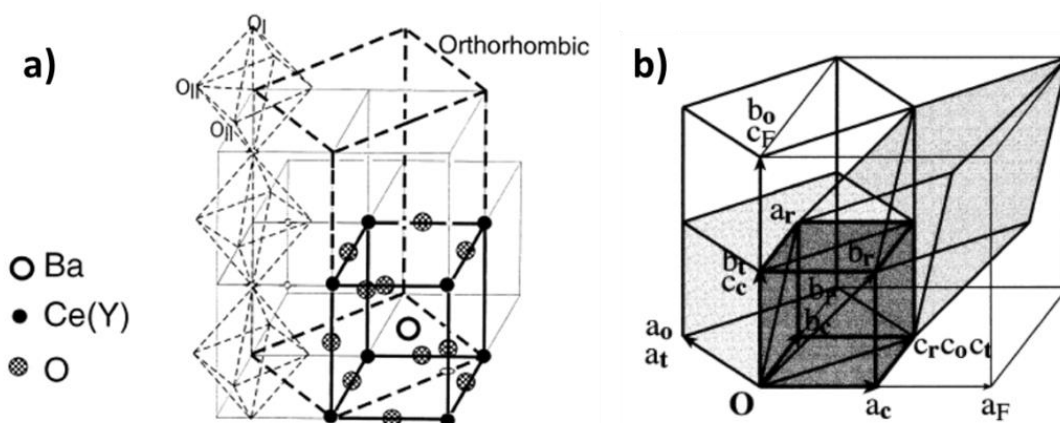 a)
O_I
O_II
O_II
Orthorhombic
Ba
Ce(Y)
O
b)
b_o
c_F
a_r
b_t
c_c
b_r
b_r
b_c
a_o
a_t
c_r c_o c_t
O
a_c
a_F